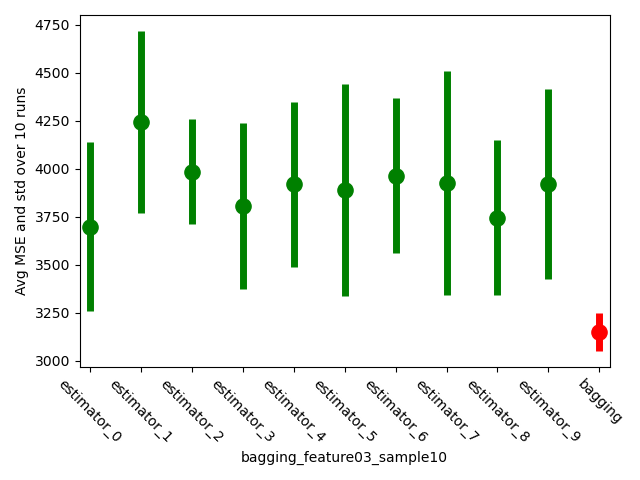 Avg MSE and std over 10 runs
4750
4500
4250
4000
3750
3500
3250
3000
estimator_0
estimator_1
estimator_2
estimator_3
estimator_4
estimator_5
estimator_6
estimator_7
estimator_8
estimator_9
bagging
bagging_feature03_sample10